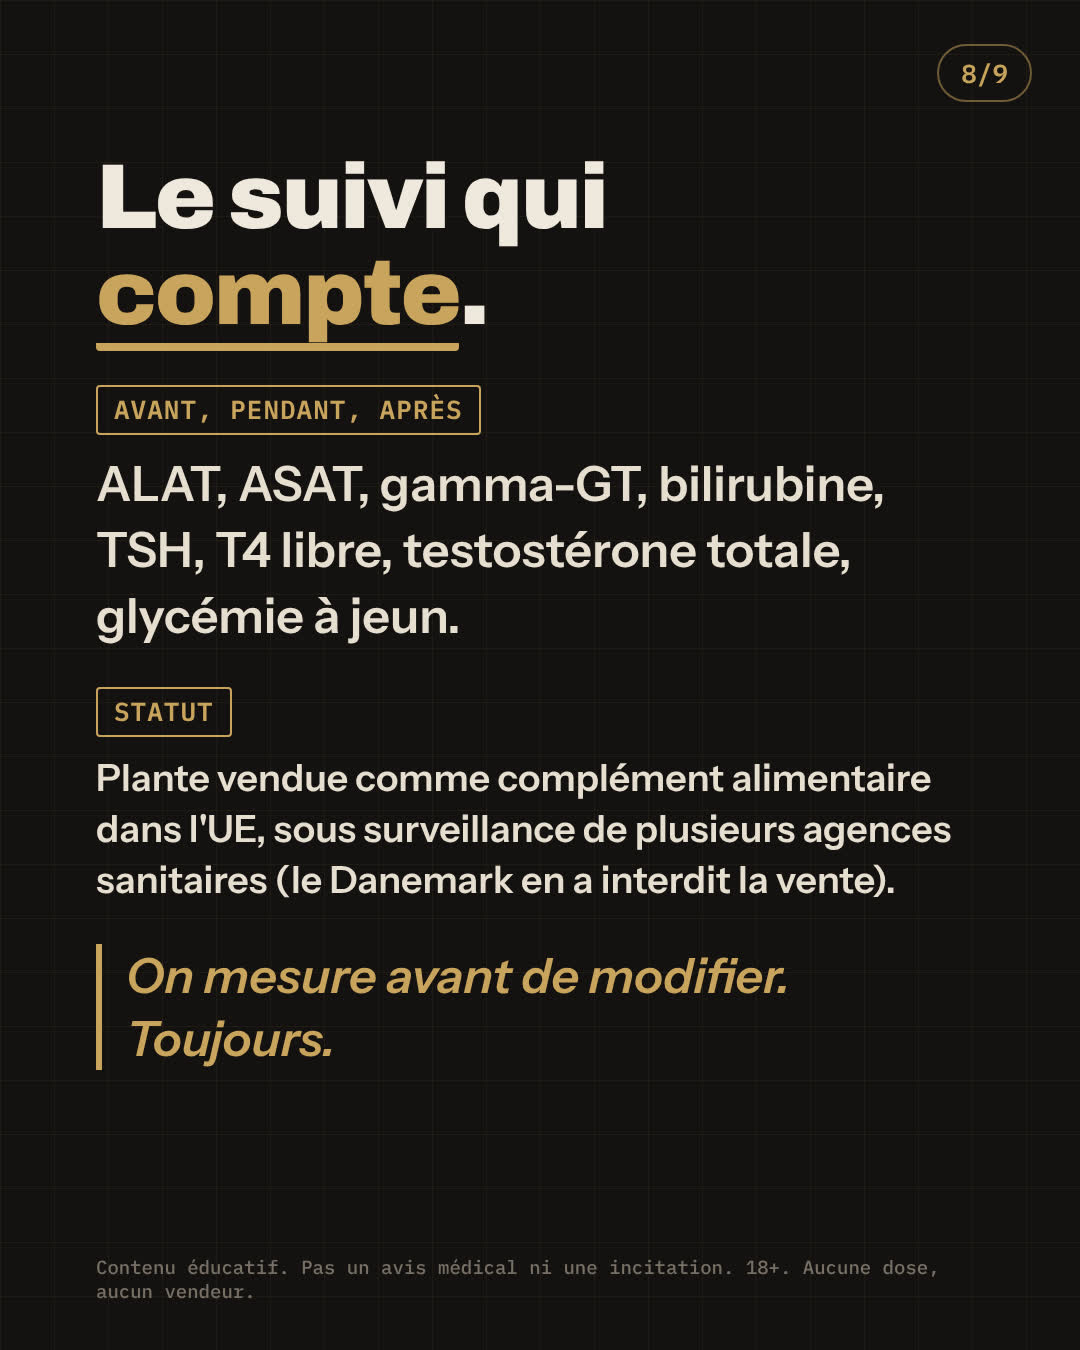 8/9
Le suivi qui
compte.
AVANT, PENDANT, APRÈS
ALAT, ASAT, gamma-GT, bilirubine,
TSH, T4 libre, testostérone totale,
glycémie à jeun.
STATUT
Plante vendue comme complément alimentaire
dans l'UE, sous surveillance de plusieurs agences
sanitaires (le Danemark en a interdit la vente).
On mesure avant de modifier.
Toujours.
Contenu éducatif. Pas un avis médical ni une incitation. 18+. Aucune dose,
aucun vendeur.